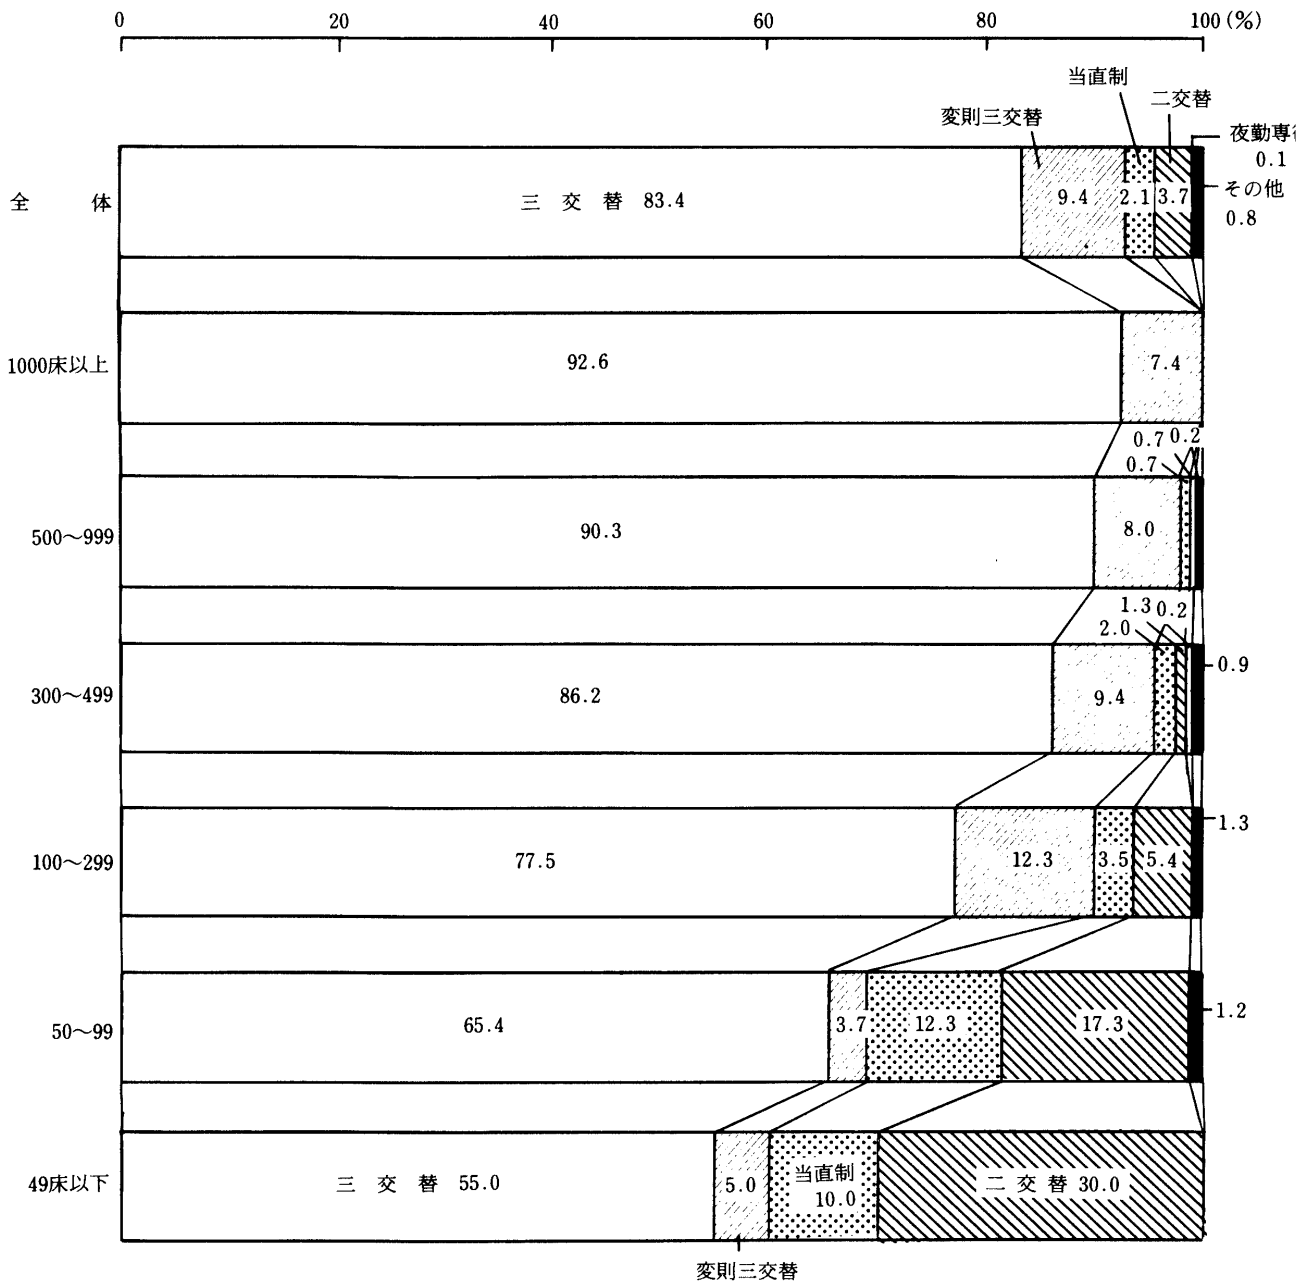 0 20 40 60 80 100 (%)
当直制
二交替
変則三交替
夜勤専
0.1
全 体 三 交 替 83.4 9.4 2.1 3.7 その他
0.8
1000床以上 92.6 7.4
0.7 0.2
0.7
500〜999 90.3 8.0
1.3 0.2
2.0
0.9
300〜499 86.2 9.4
1.3
100〜299 77.5 12.3 3.5 5.4
1.2
50〜99 65.4 3.7 12.3 17.3
49床以下 三 交 替 55.0 5.0 当直制 二 交 替 30.0
10.0
変則三交替